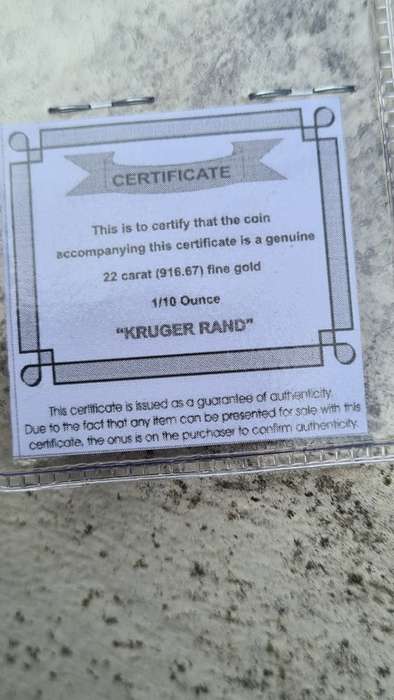 CERTIFICATE
This is to certify that the coin
accompanying this certificate is a genuine
22 carat (916.67) fine gold
1/10 Ounce
"KRUGER RAND"
This certificate is issued as a guarantee of authenticity.
Due to the fact that any item can be presented for sale with this
certificate, the onus is on the purchaser to confirm authenticity.